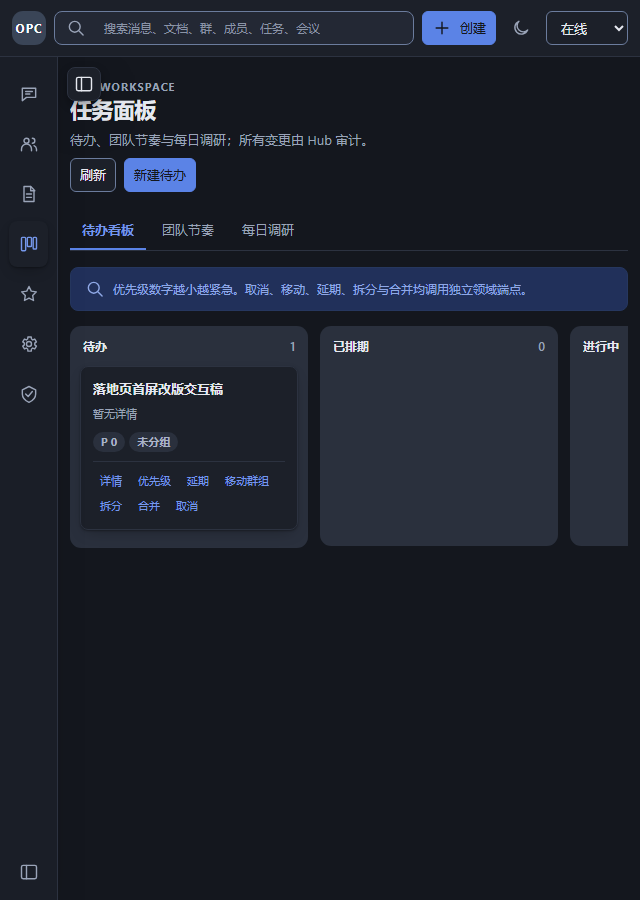 OPC
搜索消息、文档、群、成员、任务、会议
创建
在线
WORKSPACE
任务面板
待办、团队节奏与每日调研；所有变更由 Hub 审计。
刷新
新建待办
待办看板
团队节奏
每日调研
优先级数字越小越紧急。取消、移动、延期、拆分与合并均调用独立领域端点。
待办
1
已排期
0
进行中
落地页首屏改版交互稿
暂无详情
P 0
未分组
详情
优先级
延期
移动群组
拆分
合并
取消